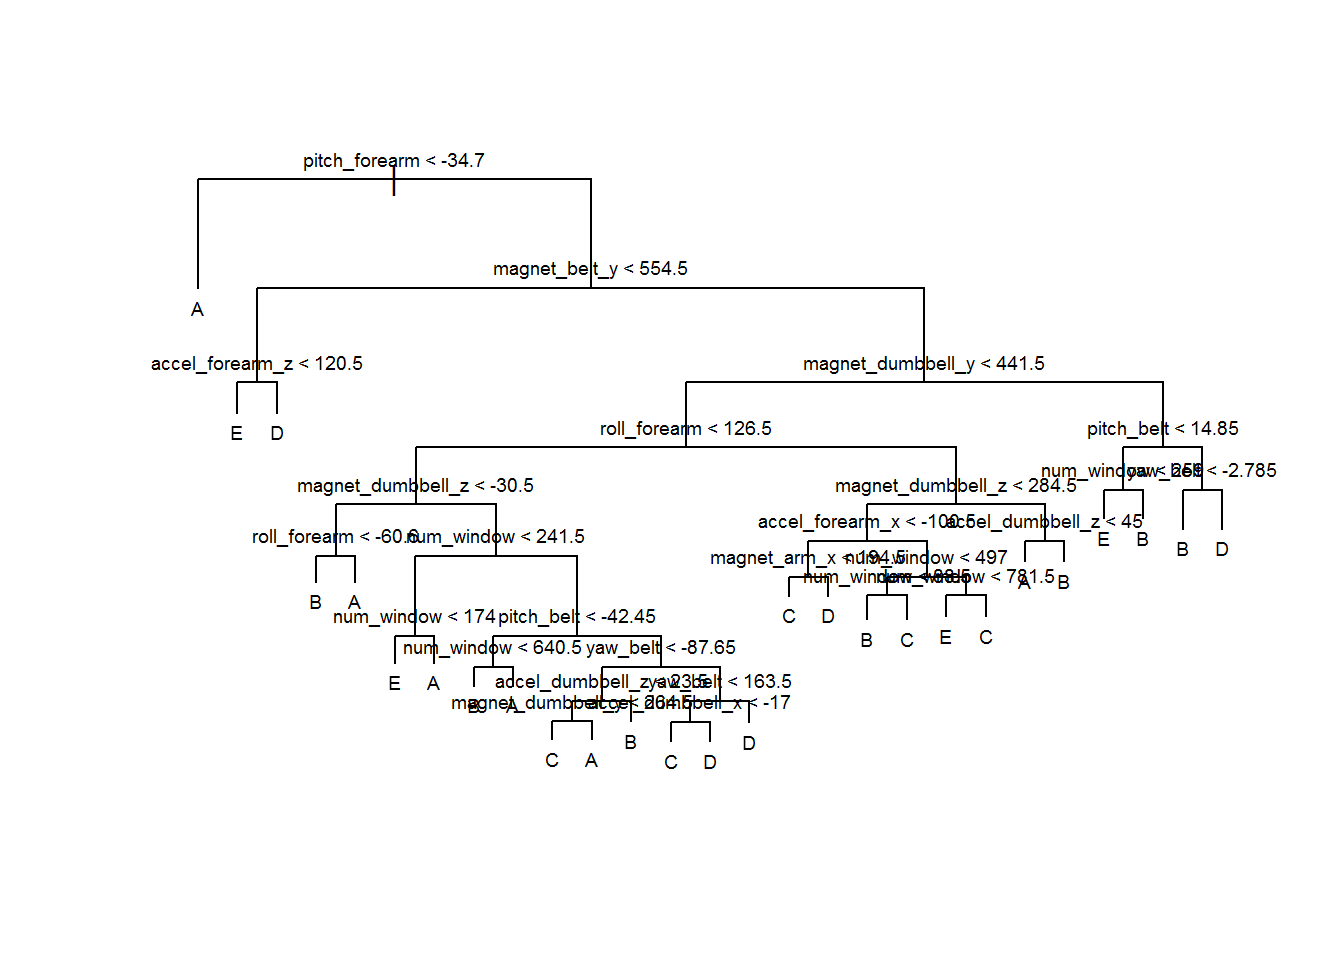 pitch_forearm < -34.7
magnet_belt_y < 554.5
A
accel_forearm_z < 120.5
magnet_dumbbell_y < 441.5
E D
roll_forearm < 126.5
pitch_belt < 14.85
num_window < 259
yaw_belt < -2.785
magnet_dumbbell_z < -30.5
magnet_dumbbell_z < 284.5
accel_forearm_x < -100.5
accel_dumbbell_z < 45
roll_forearm < -60.6
num_window < 241.5
E B
B D
magnet_arm_x < 194.5
num_window < 497
num_window < 88.5
num_window < 781.5
A B
B A
C D
num_window < 174
pitch_belt < -42.45
B C
E C
num_window < 640.5
yaw_belt < -87.65
E A
accel_dumbbell_z < 23.5
yaw_belt < 163.5
B A
magnet_dumbbell_y < 264.5
accel_dumbbell_x < -17
B
D
C A
C D